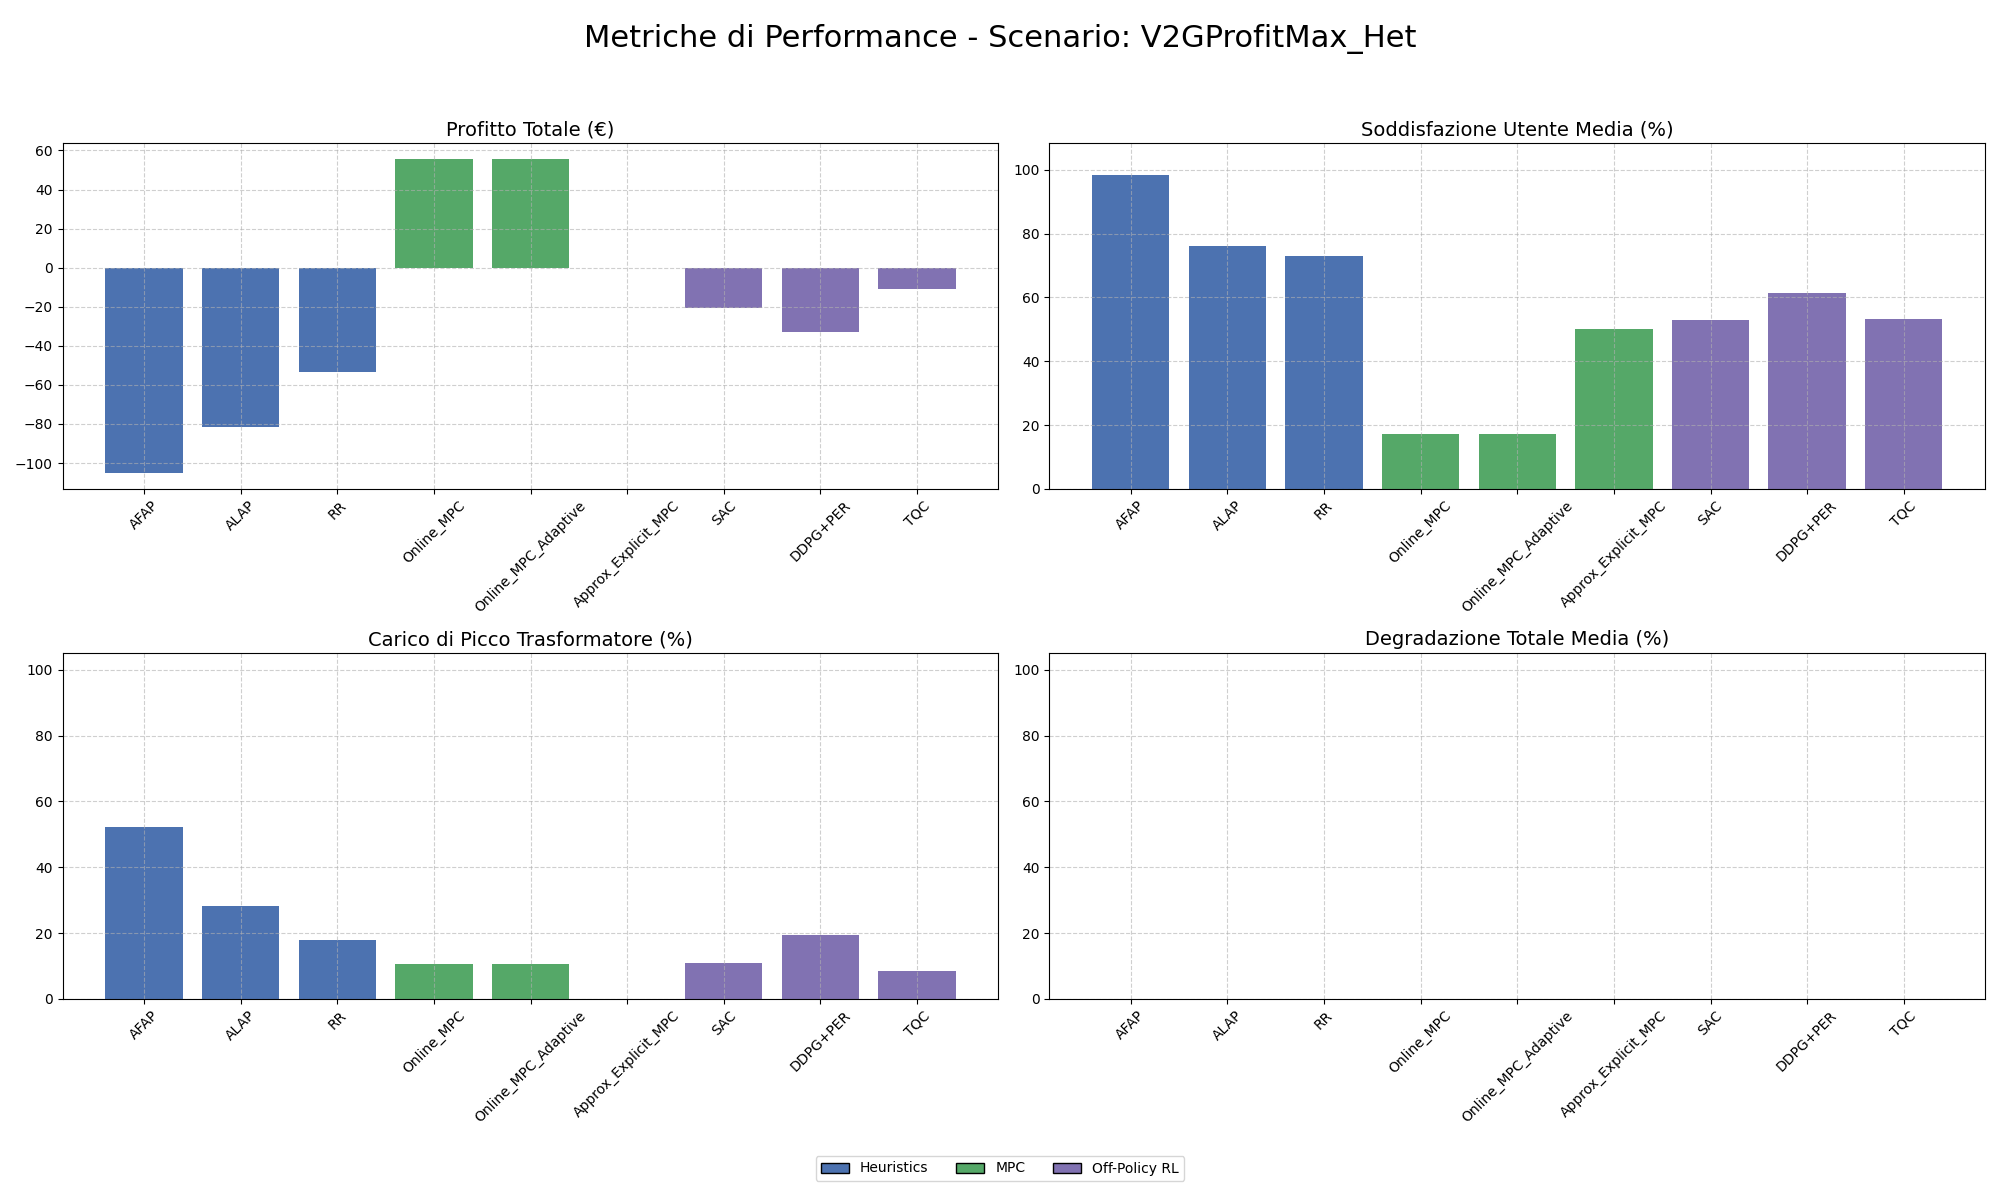 Metriche di Performance - Scenario: V2GProfitMax_Het
Profitto Totale (€)
60
40
20
0
−20
−40
−60
−80
−100
AFAP
ALAP
RR
Online_MPC
Online_MPC_Adaptive
Approx_Explicit_MPC
SAC
DDPG+PER
TQC
Soddisfazione Utente Media (%)
100
80
60
40
20
0
AFAP
ALAP
RR
Online_MPC
Online_MPC_Adaptive
Approx_Explicit_MPC
SAC
DDPG+PER
TQC
Carico di Picco Trasformatore (%)
100
80
60
40
20
0
AFAP
ALAP
RR
Online_MPC
Online_MPC_Adaptive
Approx_Explicit_MPC
SAC
DDPG+PER
TQC
Degradazione Totale Media (%)
100
80
60
40
20
0
AFAP
ALAP
RR
Online_MPC
Online_MPC_Adaptive
Approx_Explicit_MPC
SAC
DDPG+PER
TQC
Heuristics
MPC
Off-Policy RL